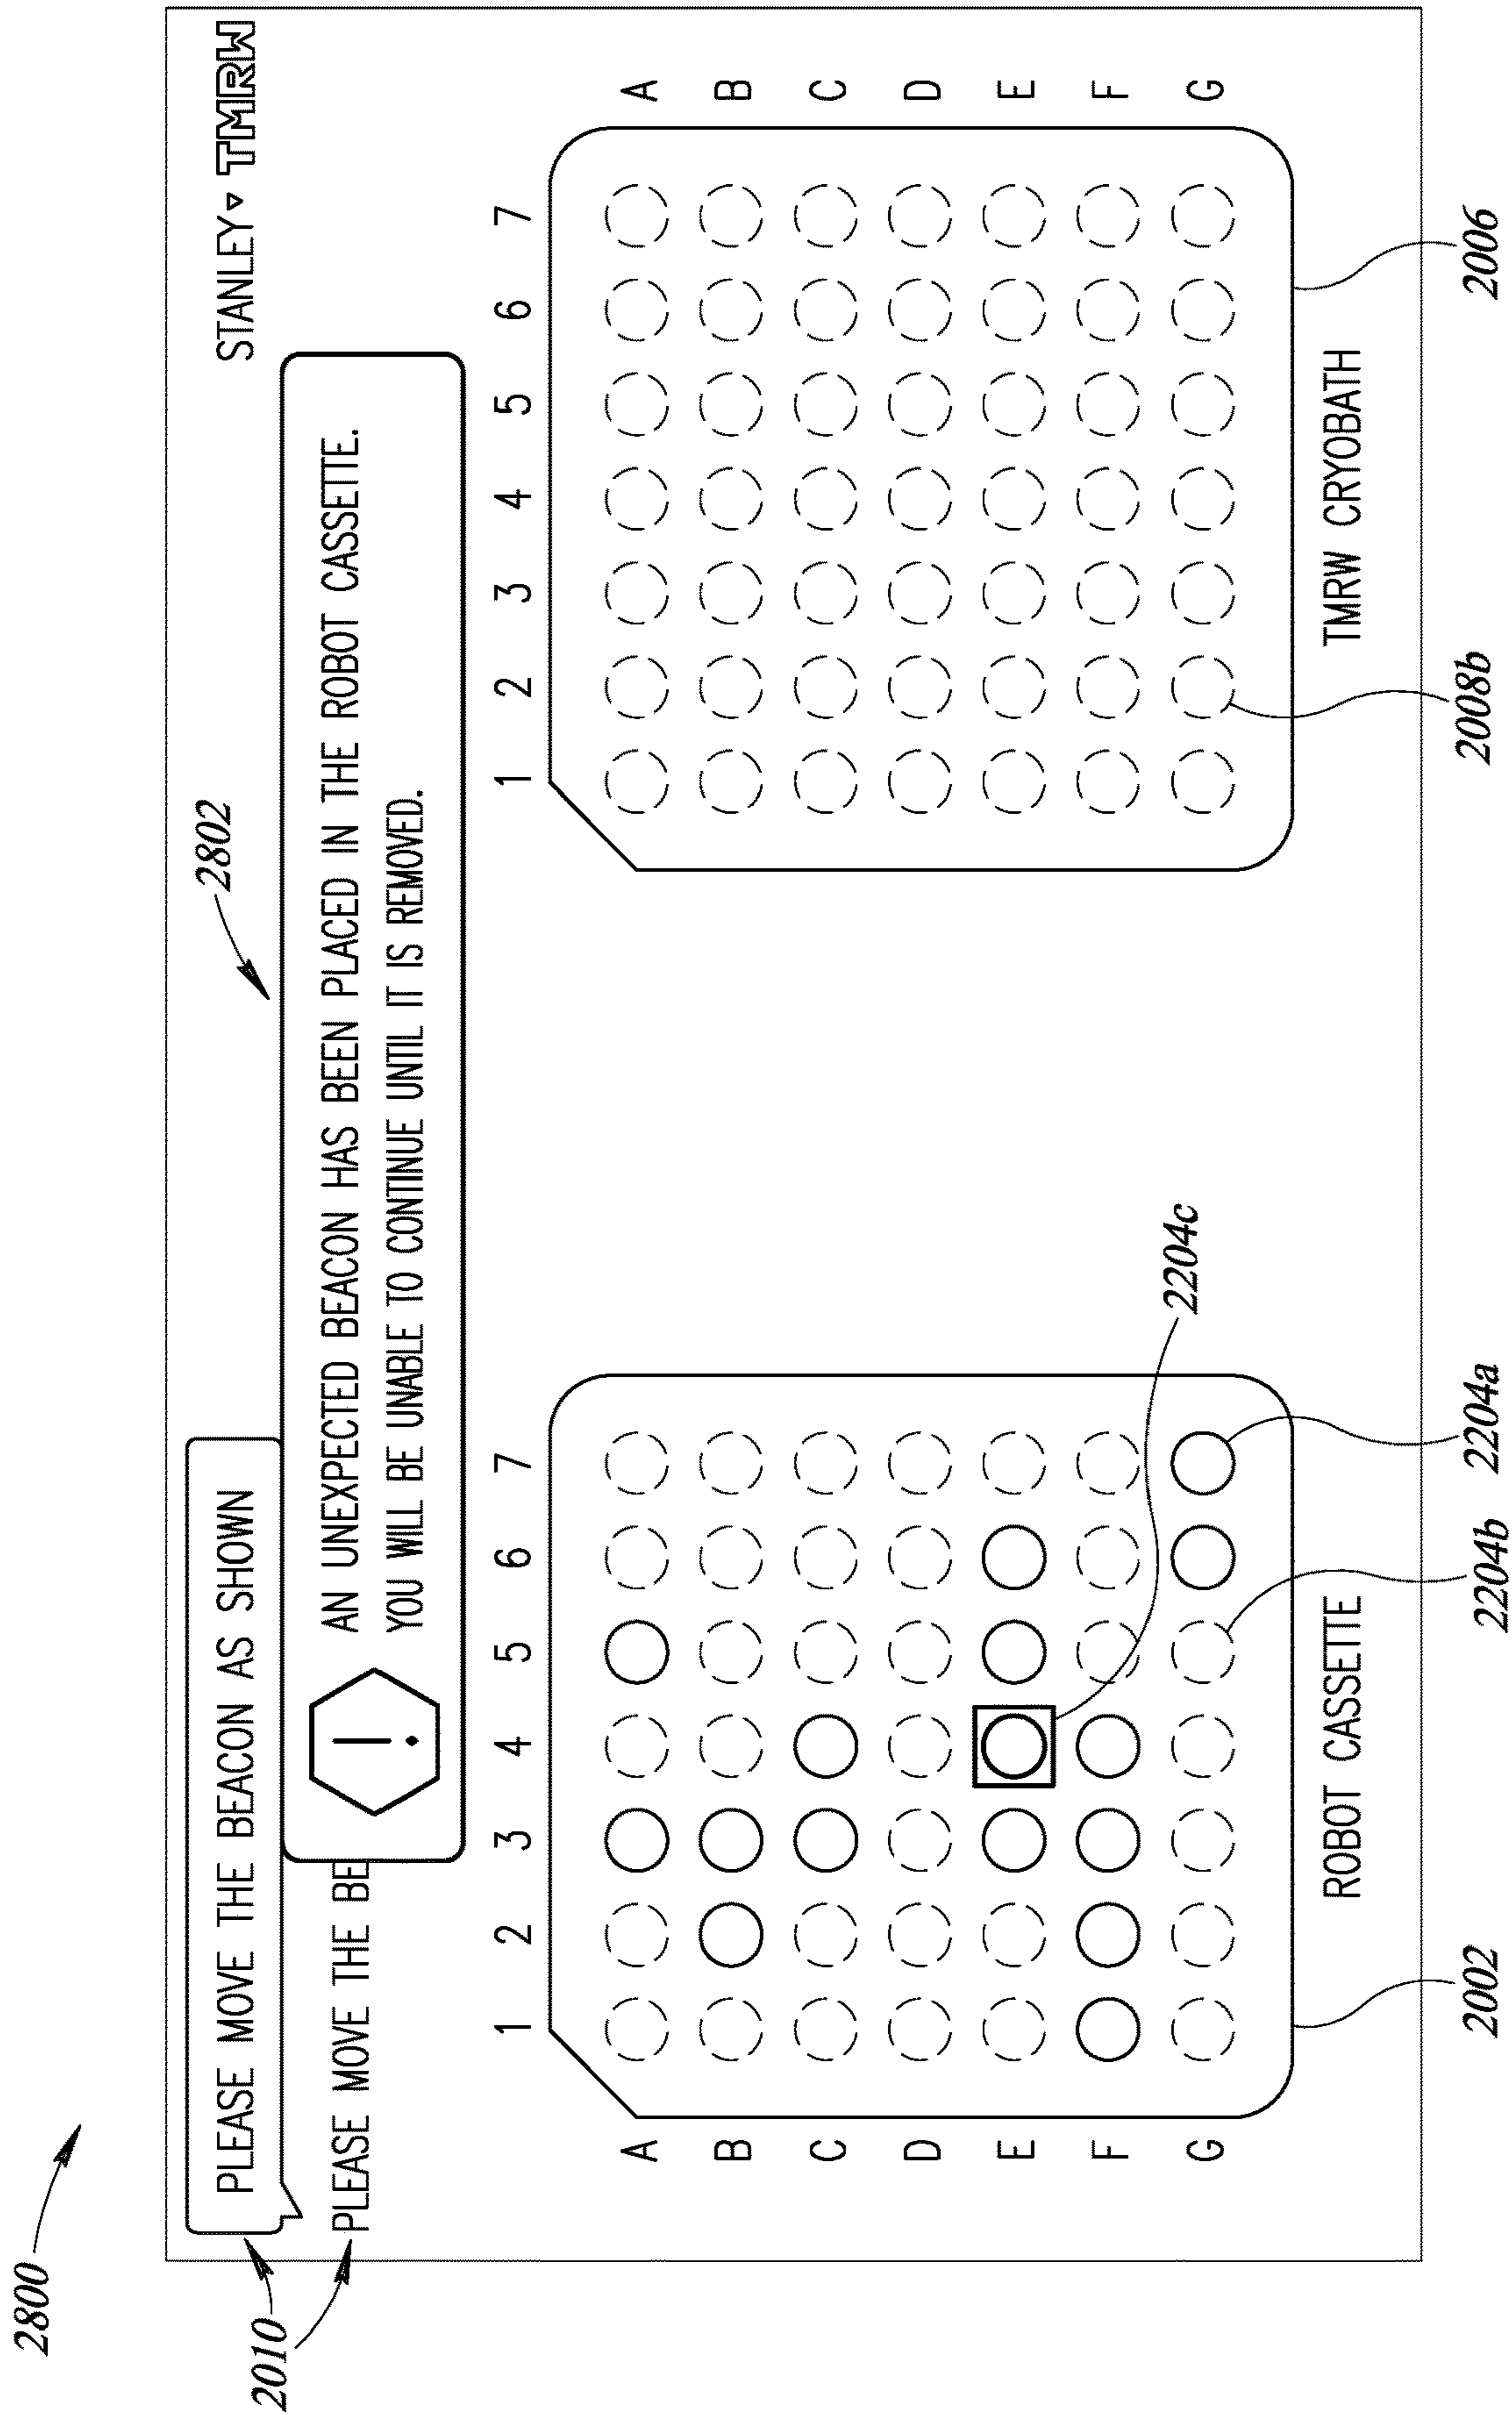 2800
2010
PLEASE MOVE THE BEACON AS SHOWN
STANLEY TMRW
2802
AN UNEXPECTED BEACON HAS BEEN PLACED IN THE ROBOT CASSETTE.
YOU WILL BE UNABLE TO CONTINUE UNTIL IT IS REMOVED.
!
PLEASE MOVE THE BE
1 2 3 4 5 6 7
A
B
C
D
E
F
G
2204c
ROBOT CASSETTE
2002
2204b
2204a
1 2 3 4 5 6 7
A
B
C
D
E
F
G
TMRW CRYOBATH
2008b
2006